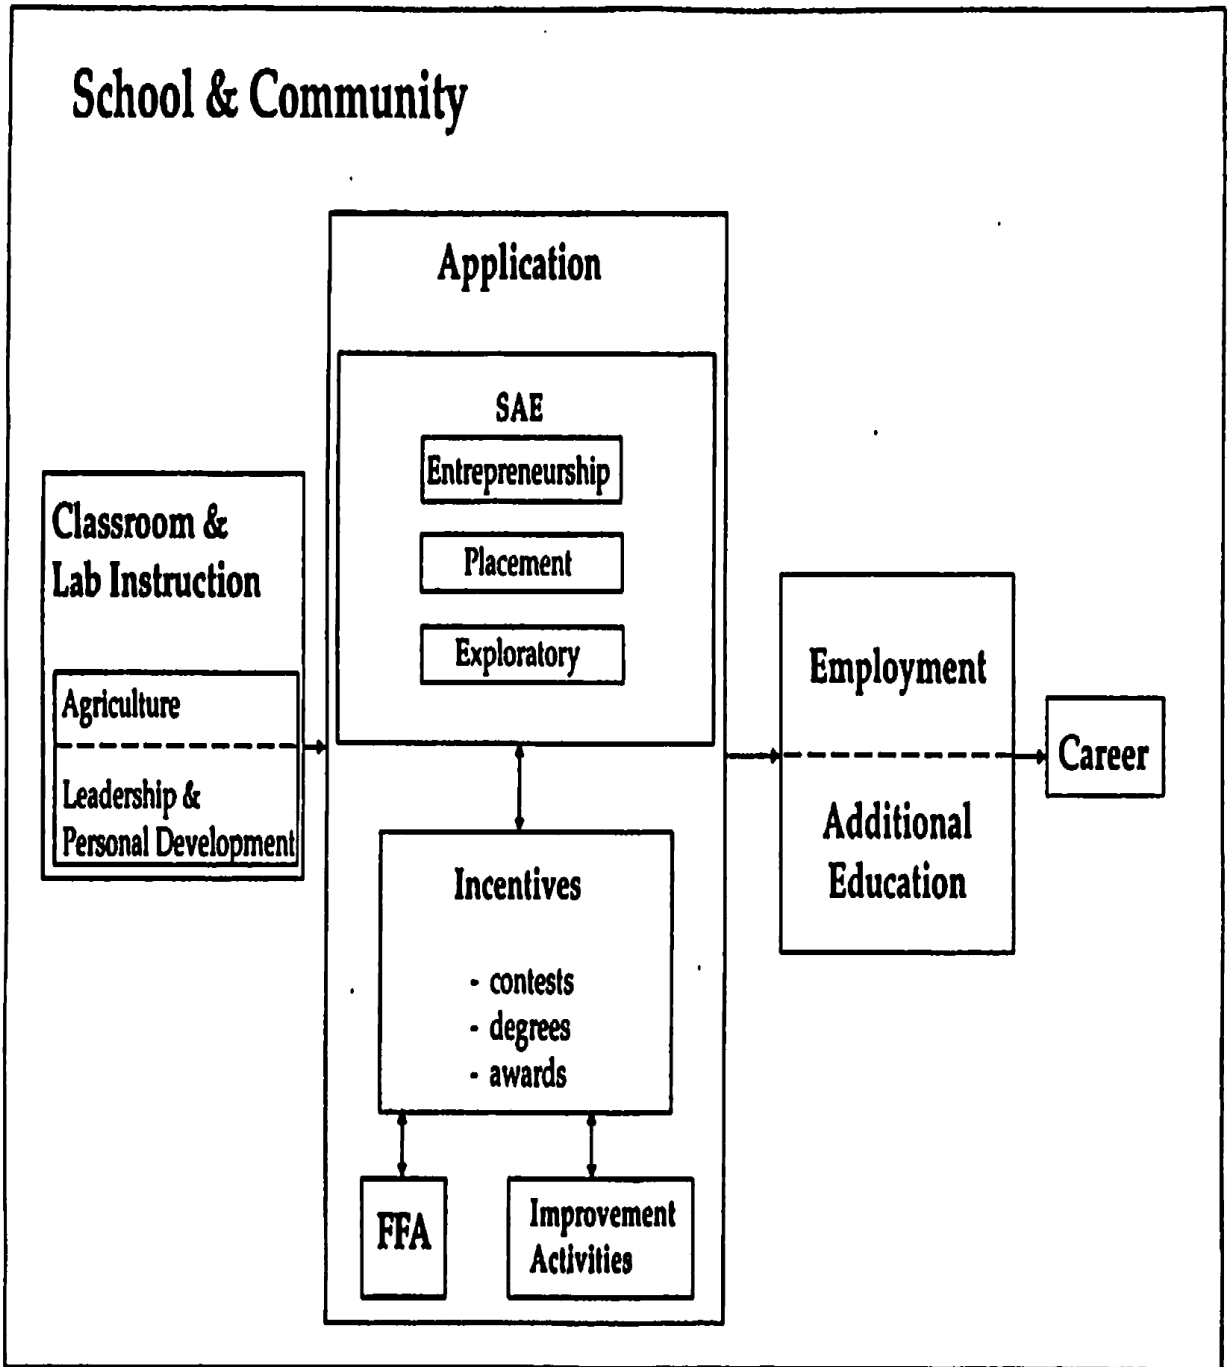 School & Community
Application
SAE
Entrepreneurship
Placement
Exploratory
Classroom &
Lab Instruction
Agriculture
Leadership &
Personal Development
Incentives
- contests
- degrees
- awards
FFA
Improvement
Activities
Employment
Additional
Education
Career